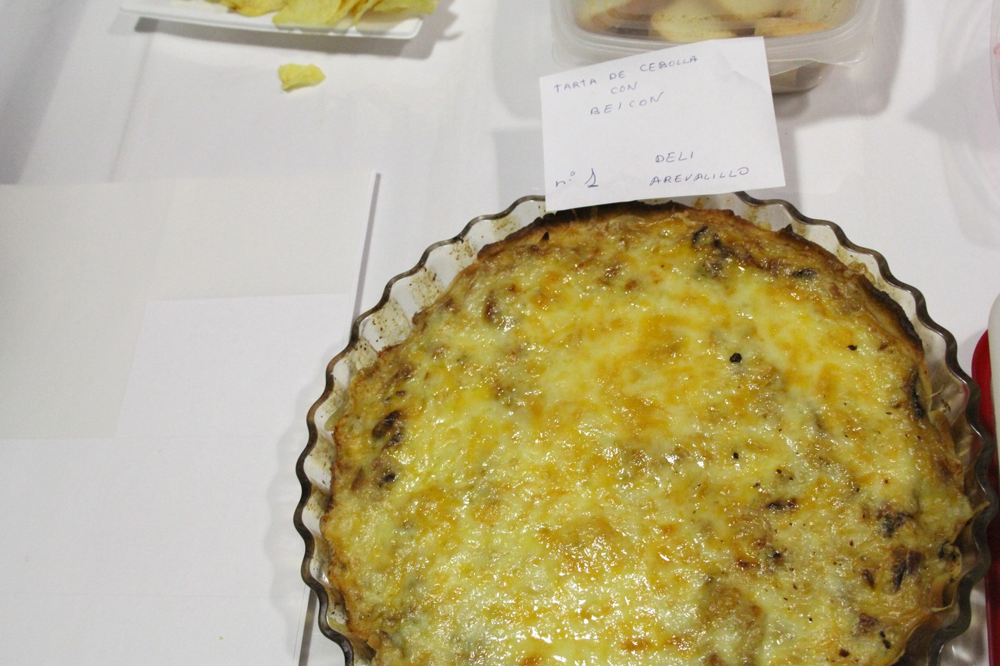 TARTA DE CEBOLLA
CON
BEICON
DELI
nº 1 AREVALILLO